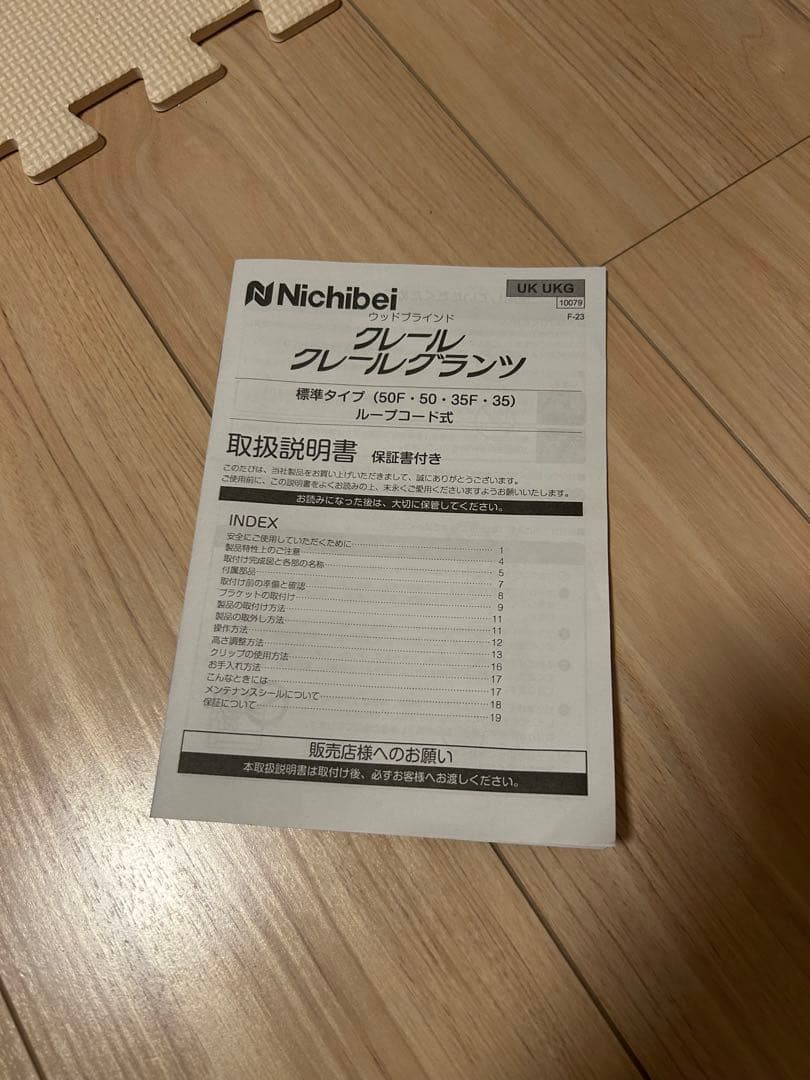 Nichibei
UK UKG
10079
F-23
ウッドブラインド
クレール
クレールグランツ
標準タイプ（50F・50・35F・35）
ループコード式
取扱説明書 保証書付き
このたびは、当社製品をお買い上げいただきまして、誠にありがとうございます。
ご使用前に、この説明書をよくお読みの上、末永くご愛用くださいますようお願いいたします。
お読みになった後は、大切に保管してください。
INDEX
安全にご使用していただくために 1
製品特性上のご注意 4
取付け完成図と各部の名称 5
付属部品 7
取付け前の準備と確認 8
ブラケットの取付け 9
製品の取付け方法 11
製品の取外し方法 11
操作方法 12
高さ調整方法 13
クリップの使用方法 16
お手入れ方法 17
こんなときには 17
メンテナンスシールについて 18
保証について 19
販売店様へのお願い
本取扱説明書は取付け後、必ずお客様へお渡しください。